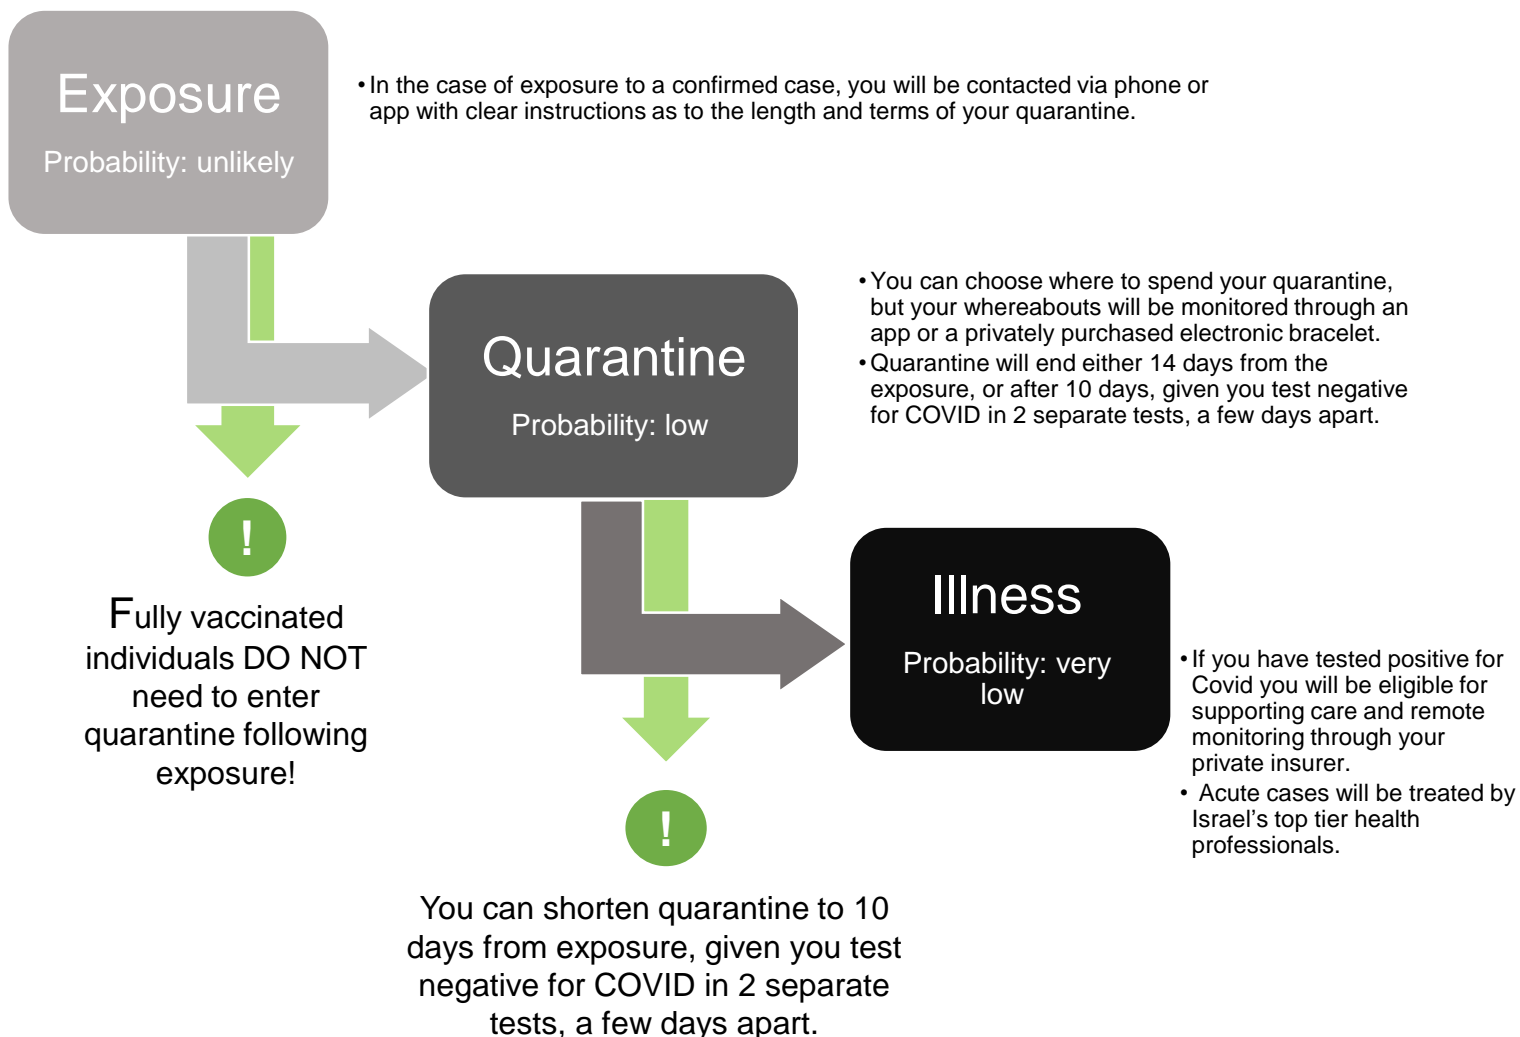 Exposure
Probability: unlikely
• In the case of exposure to a confirmed case, you will be contacted via phone or
app with clear instructions as to the length and terms of your quarantine.
Quarantine
Probability: low
• You can choose where to spend your quarantine,
but your whereabouts will be monitored through an
app or a privately purchased electronic bracelet.
• Quarantine will end either 14 days from the
exposure, or after 10 days, given you test negative
for COVID in 2 separate tests, a few days apart.
!
Fully vaccinated
individuals DO NOT
need to enter
quarantine following
exposure!
Illness
Probability: very
low
• If you have tested positive for
Covid you will be eligible for
supporting care and remote
monitoring through your
private insurer.
• Acute cases will be treated by
Israel's top tier health
professionals.
!
You can shorten quarantine to 10
days from exposure, given you test
negative for COVID in 2 separate
tests, a few days apart.